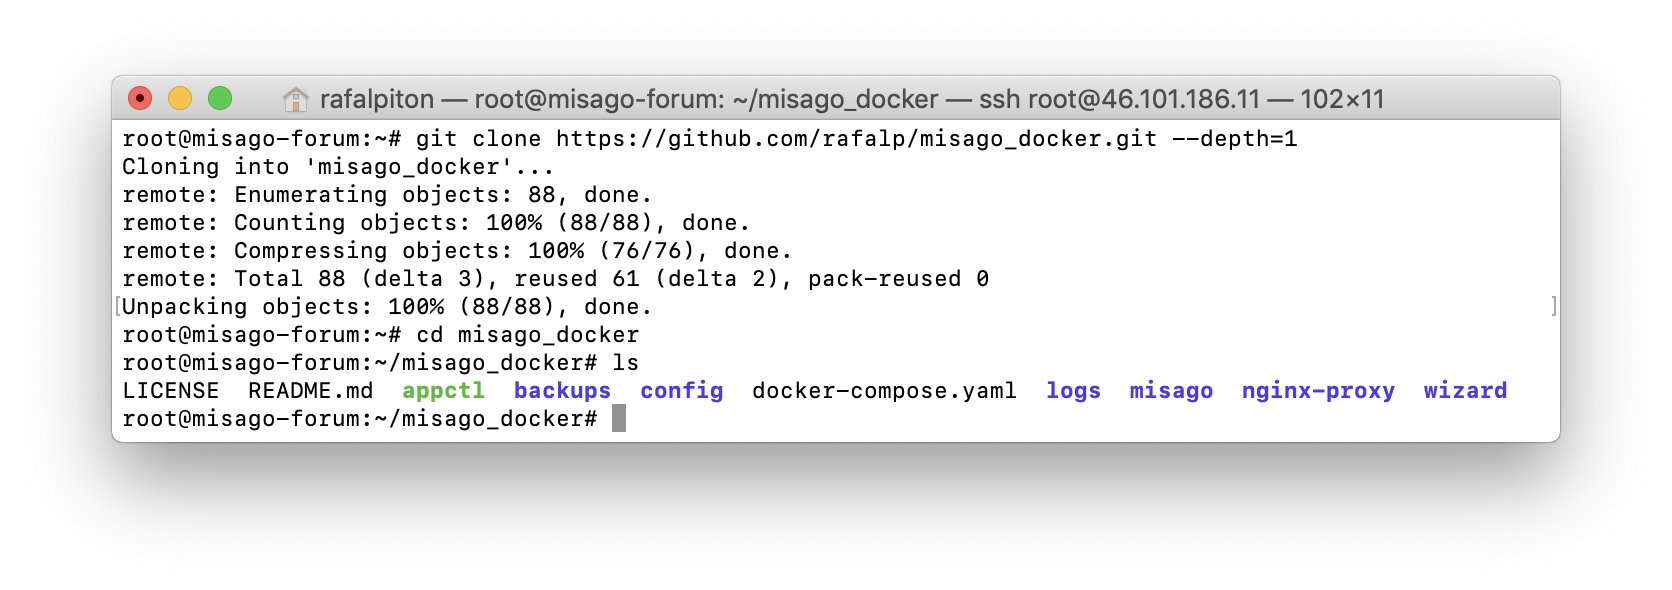 rafalpiton — root@misago-forum: ~/misago_docker — ssh root@46.101.186.11 — 102×11
root@misago-forum:~# git clone https://github.com/rafalp/misago_docker.git --depth=1
Cloning into 'misago_docker'...
remote: Enumerating objects: 88, done.
remote: Counting objects: 100% (88/88), done.
remote: Compressing objects: 100% (76/76), done.
remote: Total 88 (delta 3), reused 61 (delta 2), pack-reused 0
[Unpacking objects: 100% (88/88), done. ]
root@misago-forum:~# cd misago_docker
root@misago-forum:~/misago_docker# ls
LICENSE  README.md  appctl  backups  config  docker-compose.yaml  logs  misago  nginx-proxy  wizard
root@misago-forum:~/misago_docker#